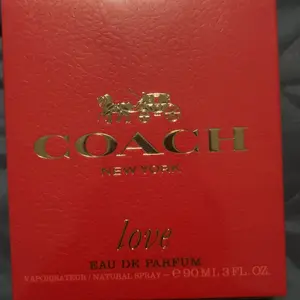 COACH
NEW YORK
love
EAU DE PARFUM
VAPORISATEUR / NATURAL SPRAY - ℮ 90 ML 3 FL. OZ.